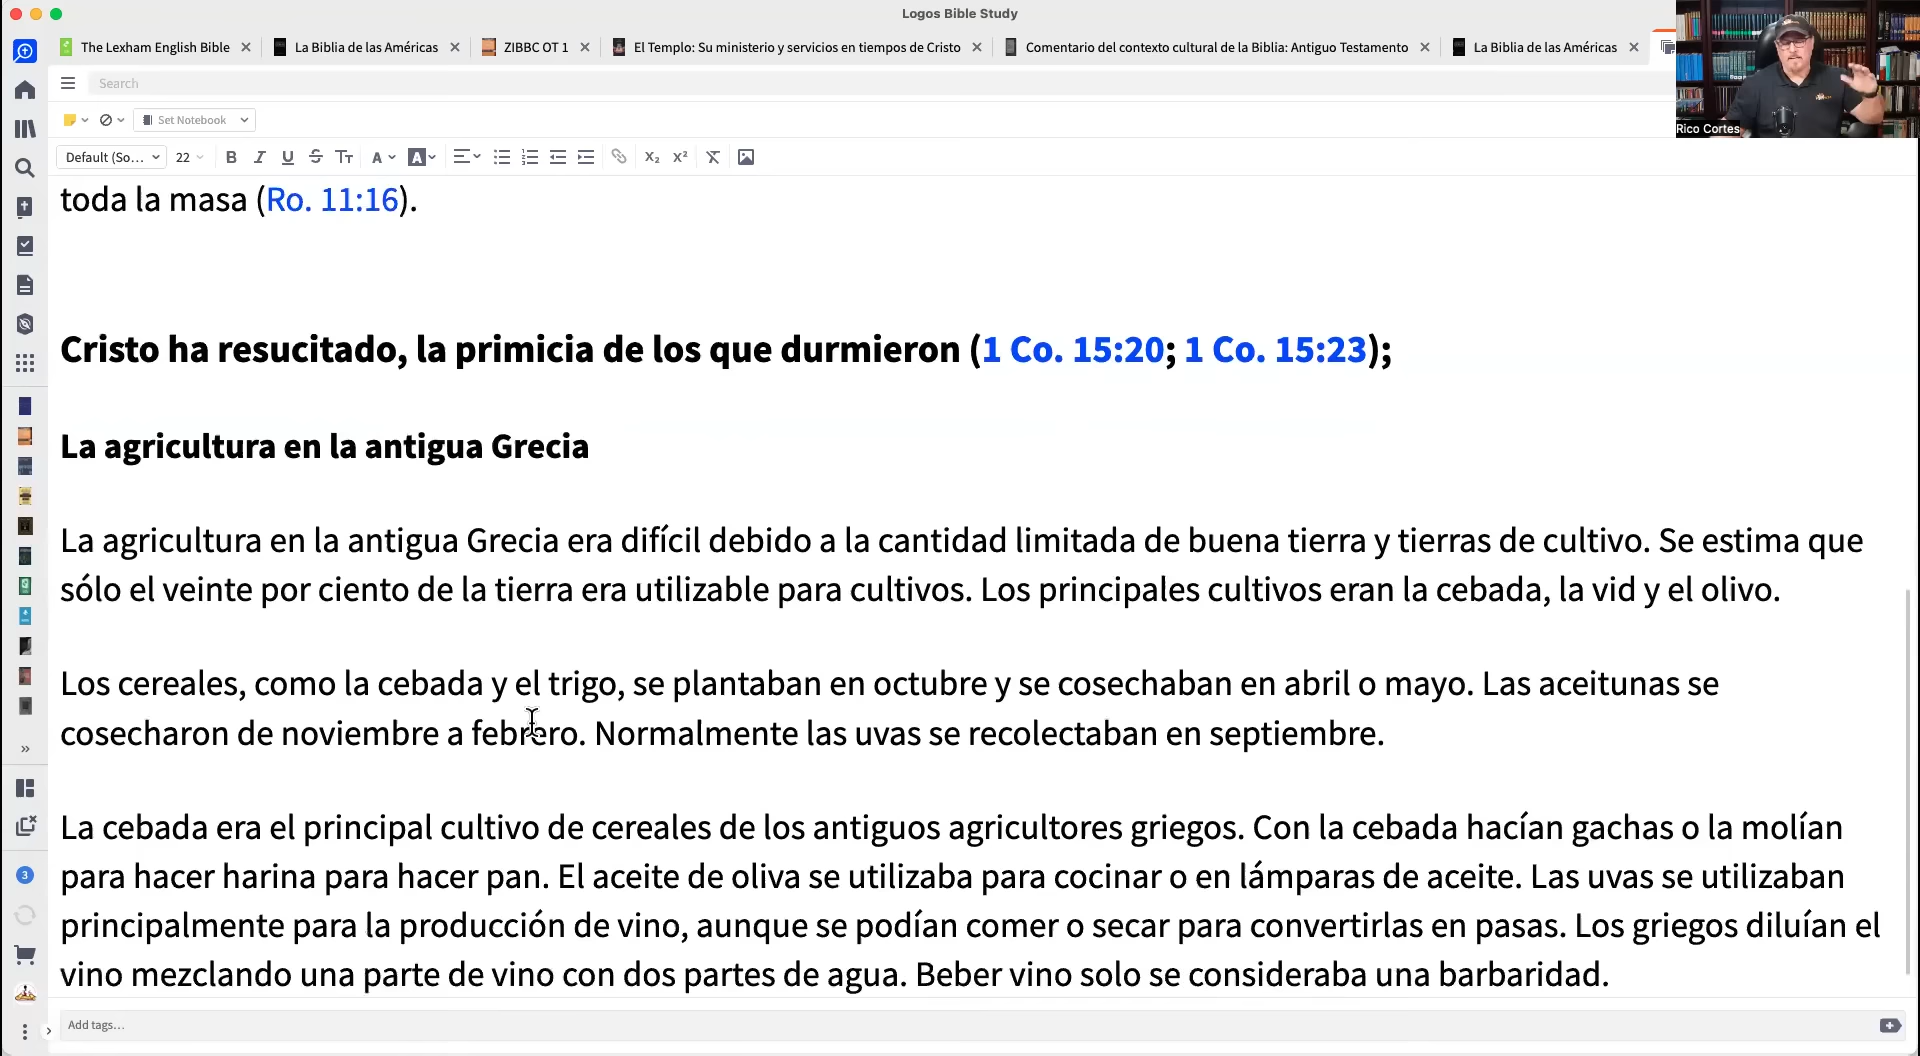 Logos Bible Study
The Lexham English Bible
La Biblia de las Américas
ZIBBC OT 1
El Templo: Su ministerio y servicios en tiempos de Cristo
Comentario del contexto cultural de la Biblia: Antiguo Testamento
La Biblia de las Américas
Search
Set Notebook
Rico Cortes
Default (So... 22
toda la masa (Ro. 11:16).
Cristo ha resucitado, la primicia de los que durmieron (1 Co. 15:20; 1 Co. 15:23);
La agricultura en la antigua Grecia
La agricultura en la antigua Grecia era difícil debido a la cantidad limitada de buena tierra y tierras de cultivo. Se estima que
sólo el veinte por ciento de la tierra era utilizable para cultivos. Los principales cultivos eran la cebada, la vid y el olivo.
Los cereales, como la cebada y el trigo, se plantaban en octubre y se cosechaban en abril o mayo. Las aceitunas se
cosecharon de noviembre a febrero. Normalmente las uvas se recolectaban en septiembre.
La cebada era el principal cultivo de cereales de los antiguos agricultores griegos. Con la cebada hacían gachas o la molían
para hacer harina para hacer pan. El aceite de oliva se utilizaba para cocinar o en lámparas de aceite. Las uvas se utilizaban
principalmente para la producción de vino, aunque se podían comer o secar para convertirlas en pasas. Los griegos diluían el
vino mezclando una parte de vino con dos partes de agua. Beber vino solo se consideraba una barbaridad.
3
Add tags...